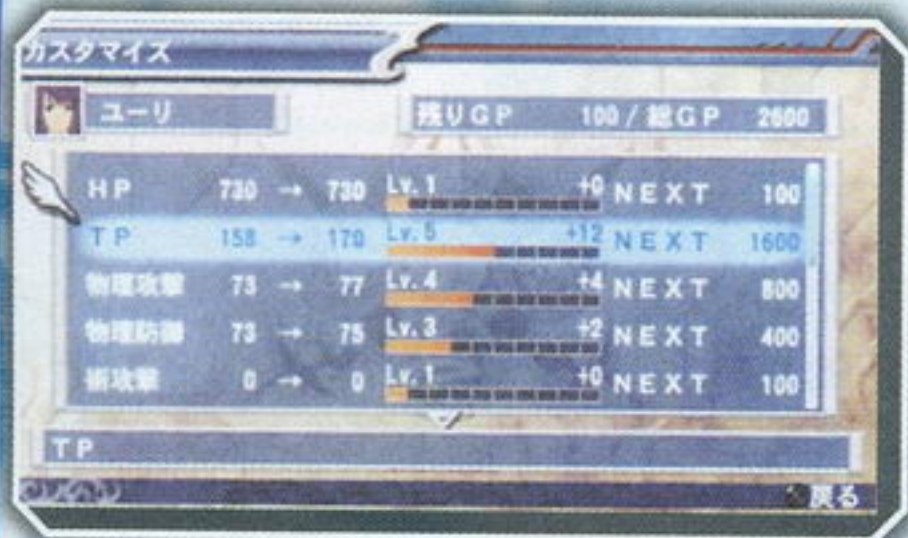 カスタマイズ
ユーリ 残りGP 100 / 総GP 2600
HP 730 → 730 Lv.1 +0 NEXT 100
TP 158 → 170 Lv.5 +12 NEXT 1600
物理攻撃 73 → 77 Lv.4 +4 NEXT 800
物理防御 73 → 75 Lv.3 +2 NEXT 400
術攻撃 0 → 0 Lv.1 +0 NEXT 100
TP
戻る